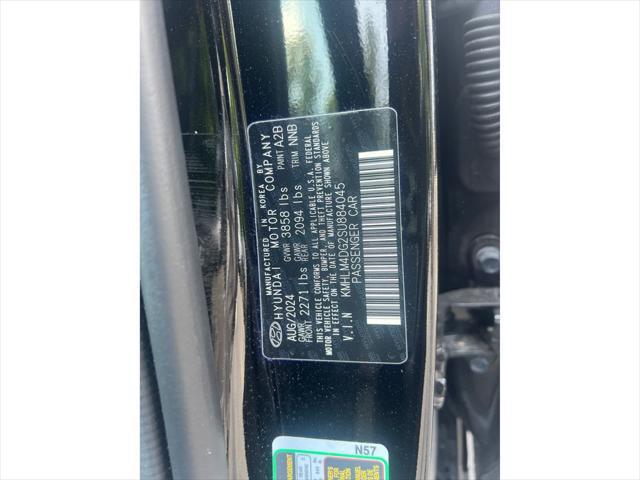 MANUFACTURED IN KOREA BY
HYUNDAI MOTOR COMPANY
AUG/2024 GVWR 3858 lbs PAINT A2B
GAWR FRONT 2271 lbs GAWR REAR 2094 lbs TRIM NNB
THIS VEHICLE CONFORMS TO ALL APPLICABLE U.S.A. FEDERAL
MOTOR VEHICLE SAFETY, BUMPER, AND THEFT PREVENTION STANDARDS
IN EFFECT ON THE DATE OF MANUFACTURE SHOWN ABOVE
V.I.N KMHLM4DG2SU884045
PASSENGER CAR
N57